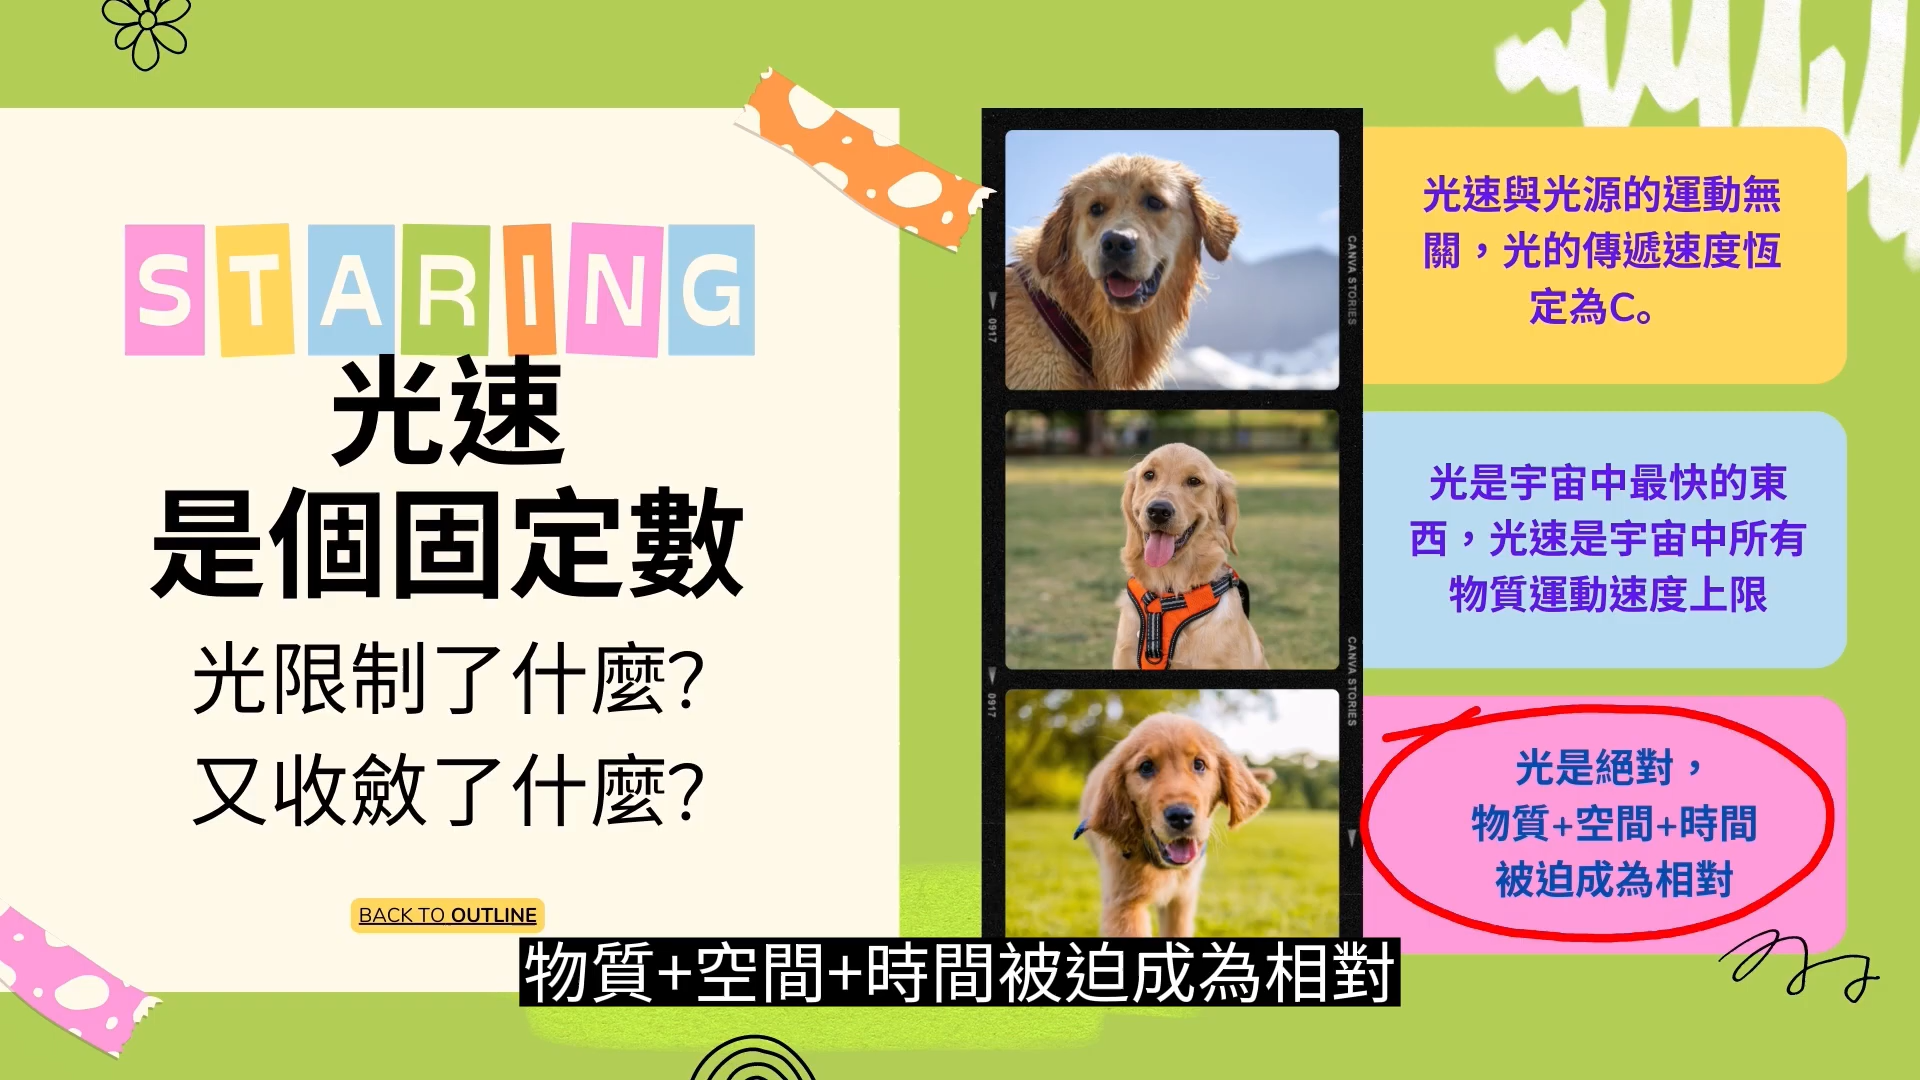 STARING
光速
是個固定數
光限制了什麼?
又收斂了什麼?
BACK TO OUTLINE
CANVA STORIES
0917
CANVA STORIES
0917
光速與光源的運動無
關，光的傳遞速度恆
定為C。
光是宇宙中最快的東
西，光速是宇宙中所有
物質運動速度上限
光是絕對，
物質+空間+時間
被迫成為相對
物質+空間+時間被迫成為相對